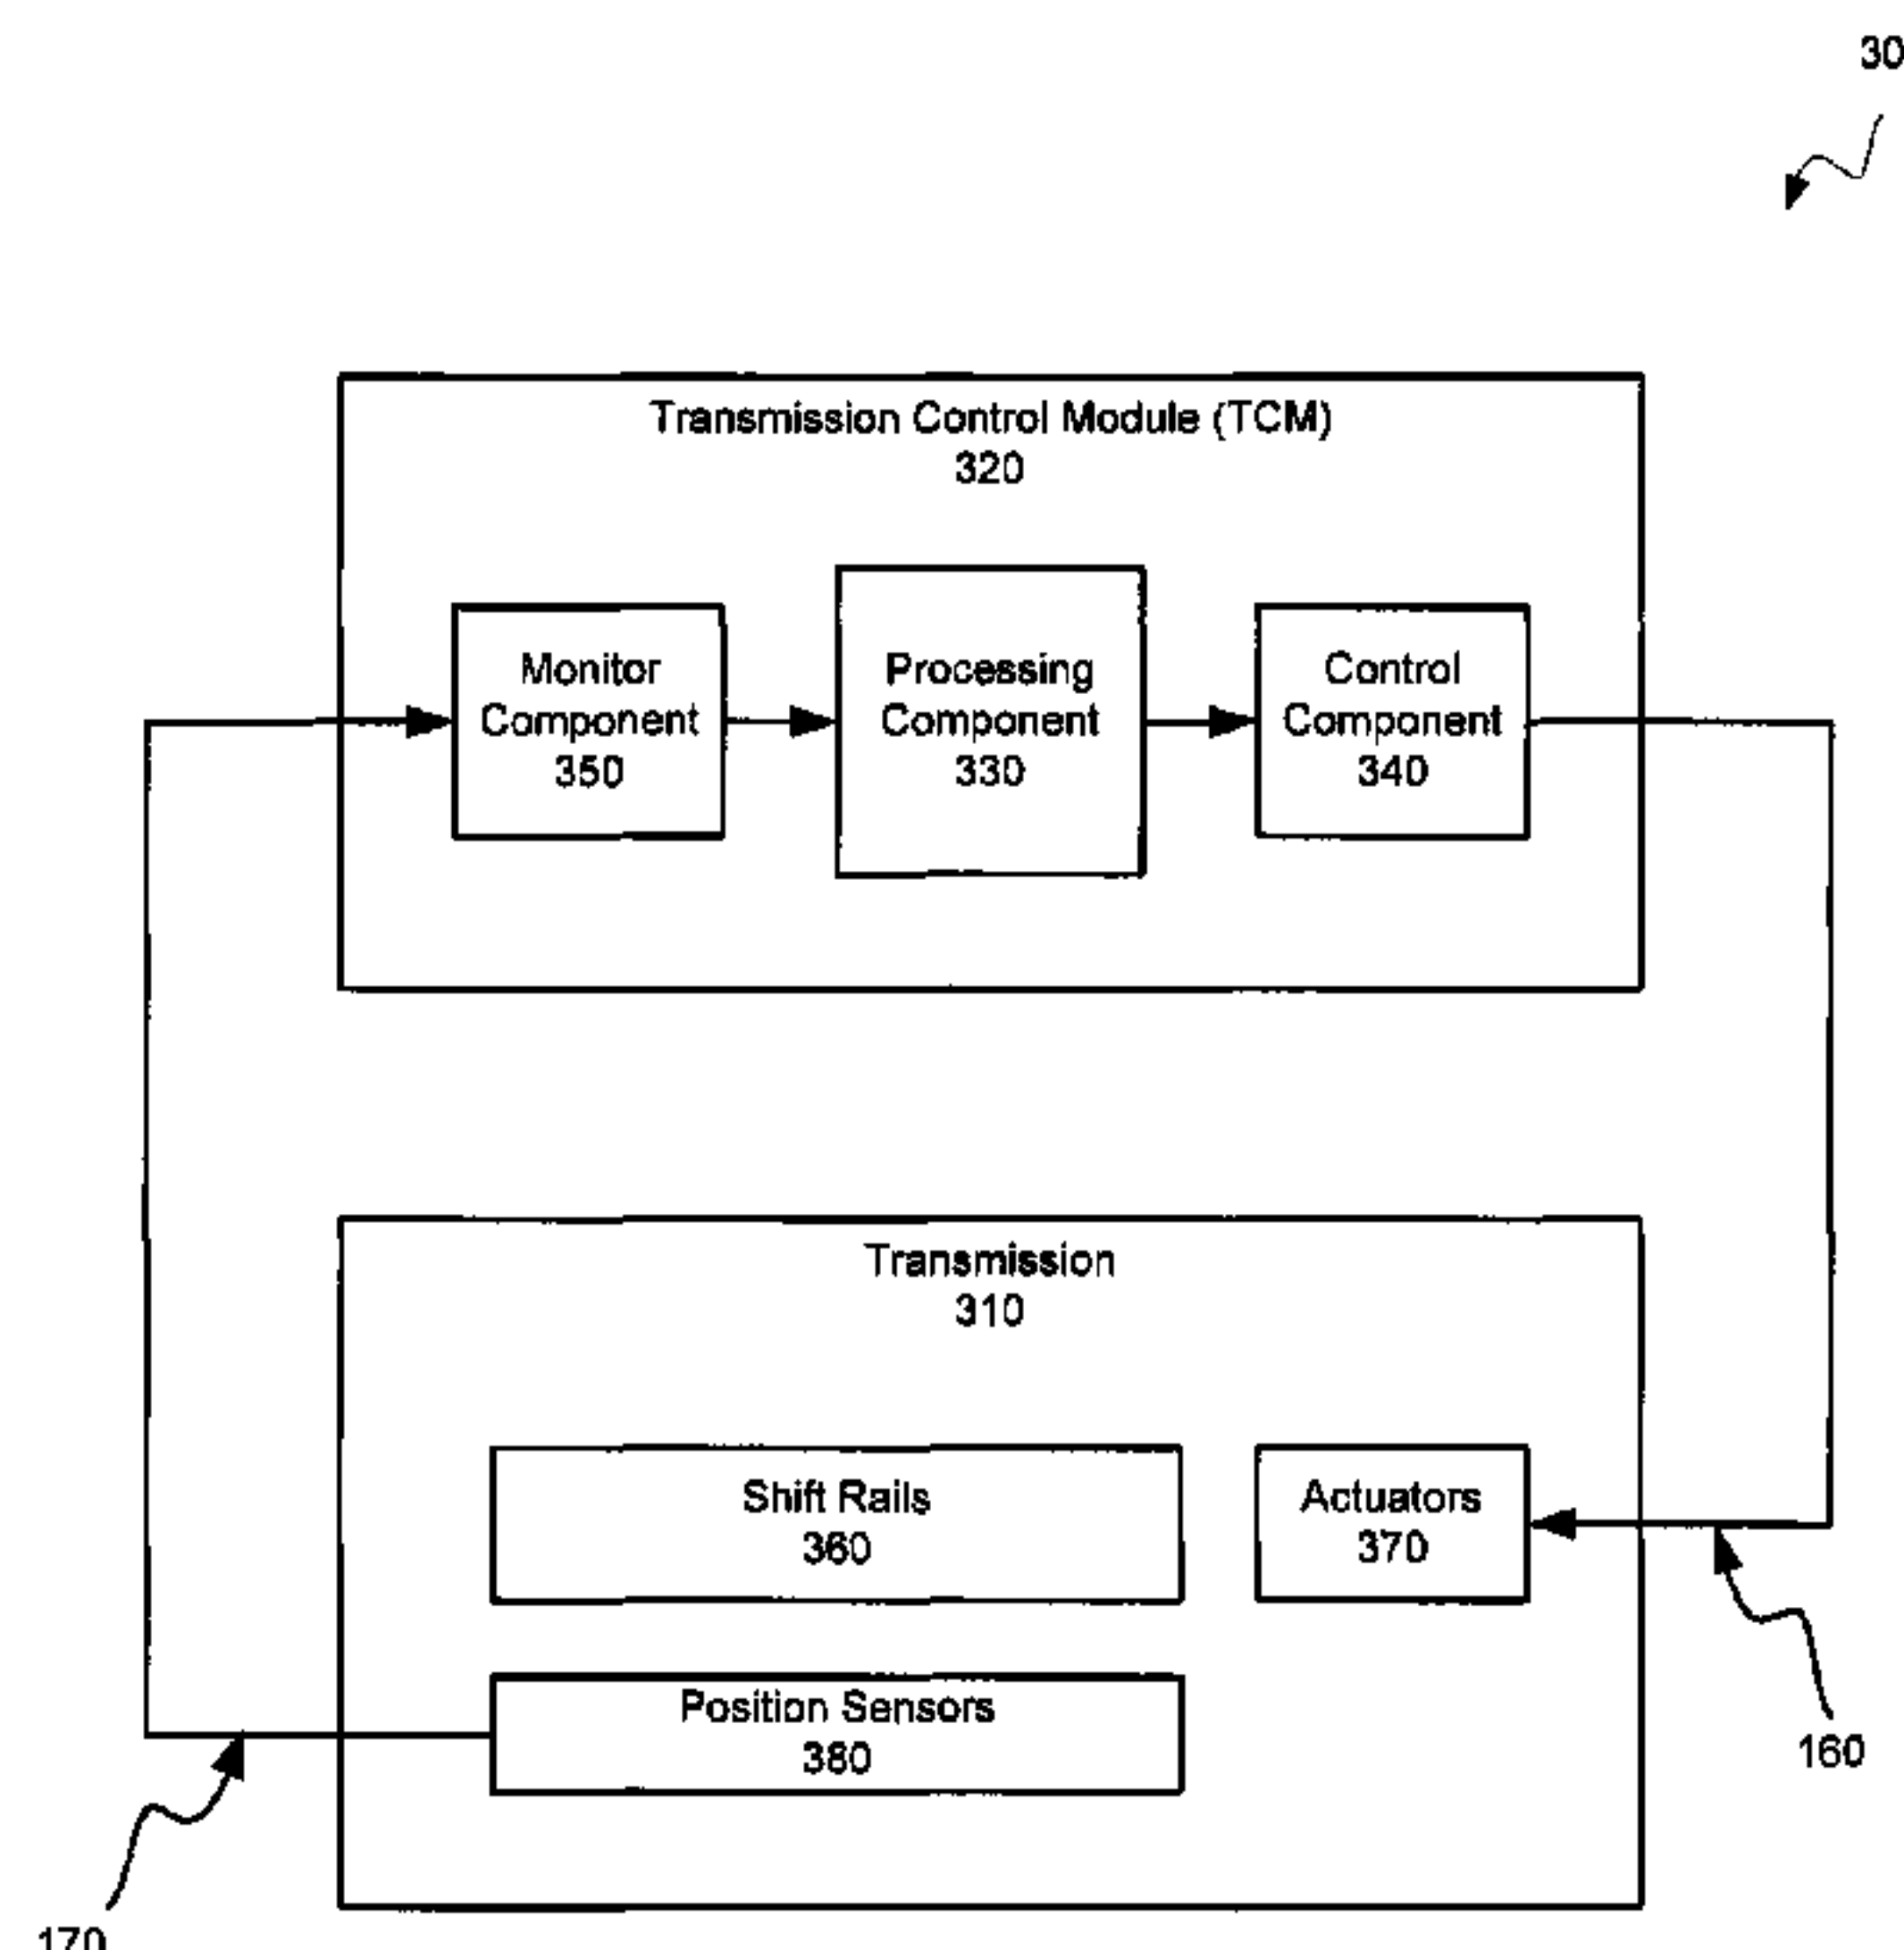 30
Transmission Control Module (TCM)
320
Monitor
Component
350
Processing
Component
330
Control
Component
340
Transmission
310
Shift Rails
360
Actuators
370
Position Sensors
380
160
170